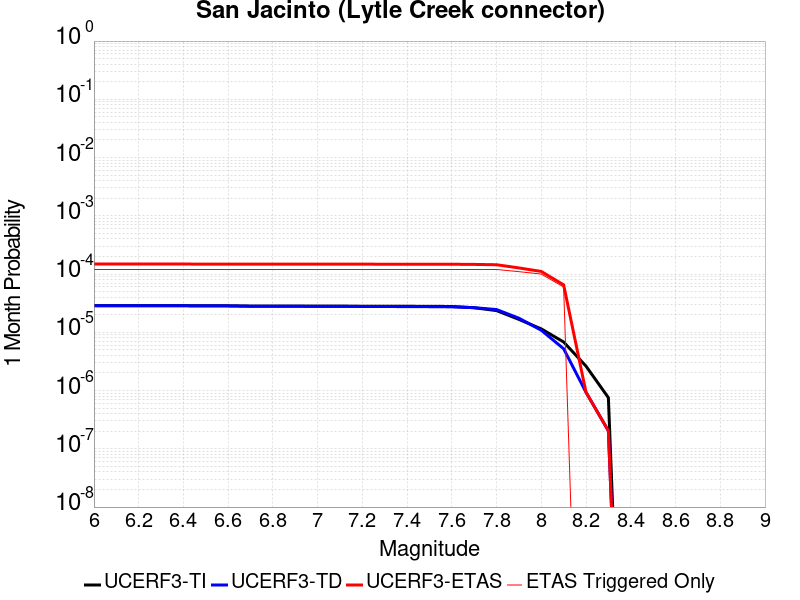 San Jacinto (Lytle Creek connector)
10^0
10^-1
10^-2
10^-3
10^-4
10^-5
10^-6
10^-7
10^-8
1 Month Probability
6 6.2 6.4 6.6 6.8 7 7.2 7.4 7.6 7.8 8 8.2 8.4 8.6 8.8 9
Magnitude
UCERF3-TI UCERF3-TD UCERF3-ETAS ETAS Triggered Only